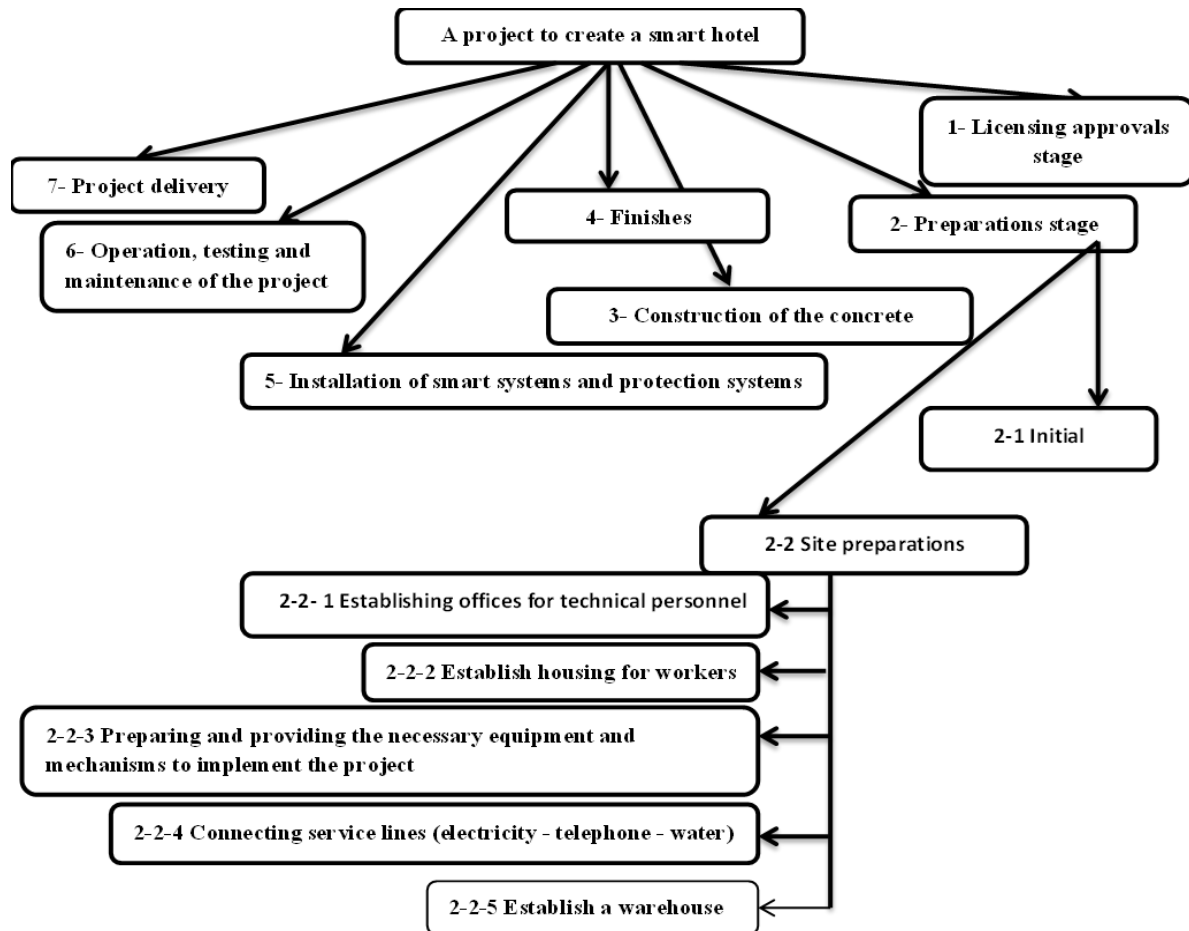 A project to create a smart hotel
1- Licensing approvals
stage
7- Project delivery
4- Finishes
2- Preparations stage
6- Operation, testing and
maintenance of the project
3- Construction of the concrete
5- Installation of smart systems and protection systems
2-1 Initial
2-2 Site preparations
2-2- 1 Establishing offices for technical personnel
2-2-2 Establish housing for workers
2-2-3 Preparing and providing the necessary equipment and
mechanisms to implement the project
2-2-4 Connecting service lines (electricity - telephone - water)
2-2-5 Establish a warehouse